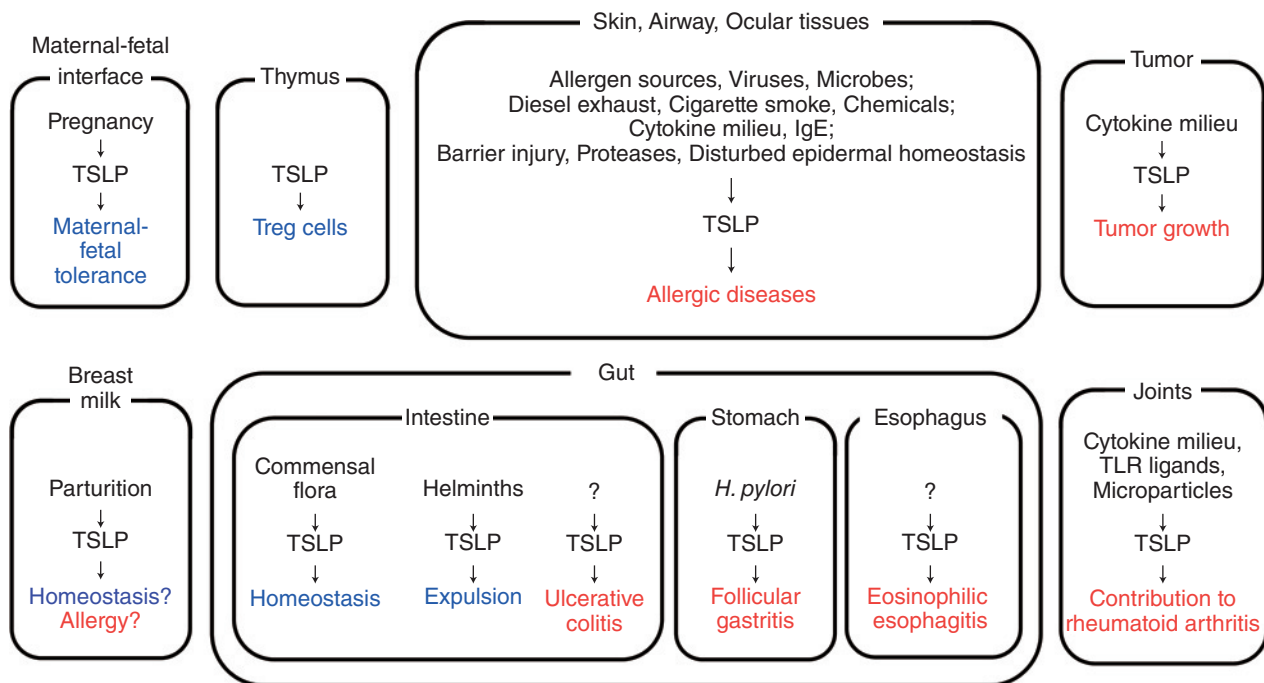 Maternal-fetal
interface
Pregnancy
TSLP
Maternal-
fetal
tolerance
Thymus
TSLP
Treg cells
Skin, Airway, Ocular tissues
Allergen sources, Viruses, Microbes;
Diesel exhaust, Cigarette smoke, Chemicals;
Cytokine milieu, IgE;
Barrier injury, Proteases, Disturbed epidermal homeostasis
TSLP
Allergic diseases
Tumor
Cytokine milieu
TSLP
Tumor growth
Breast
milk
Parturition
TSLP
Homeostasis?
Allergy?
Gut
Intestine
Commensal
flora
TSLP
Homeostasis
Helminths
TSLP
Expulsion
?
TSLP
Ulcerative
colitis
Stomach
H. pylori
TSLP
Follicular
gastritis
Esophagus
?
TSLP
Eosinophilic
esophagitis
Joints
Cytokine milieu,
TLR ligands,
Microparticles
TSLP
Contribution to
rheumatoid arthritis